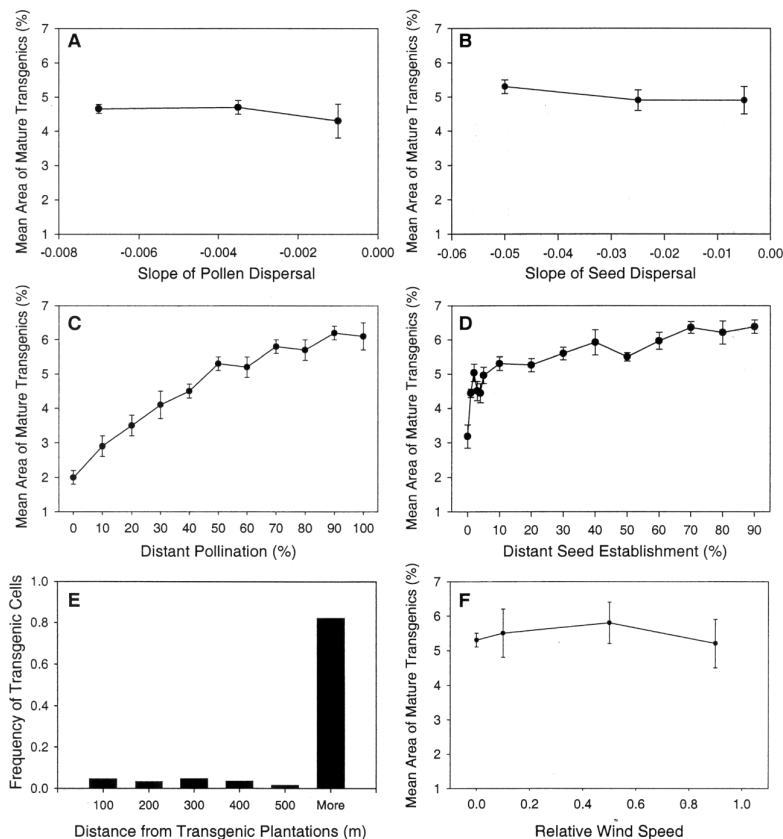 A
Mean Area of Mature Transgenics (%)
7
6
5
4
3
2
1
-0.008 -0.006 -0.004 -0.002 0.000
Slope of Pollen Dispersal
B
Mean Area of Mature Transgenics (%)
7
6
5
4
3
2
1
-0.06 -0.05 -0.04 -0.03 -0.02 -0.01 0.00
Slope of Seed Dispersal
C
Mean Area of Mature Transgenics (%)
7
6
5
4
3
2
1
0 10 20 30 40 50 60 70 80 90 100
Distant Pollination (%)
D
Mean Area of Mature Transgenics (%)
7
6
5
4
3
2
1
0 10 20 30 40 50 60 70 80 90
Distant Seed Establishment (%)
E
Frequency of Transgenic Cells
1.0
0.8
0.6
0.4
0.2
0.0
100 200 300 400 500 More
Distance from Transgenic Plantations (m)
F
Mean Area of Mature Transgenics (%)
7
6
5
4
3
2
1
0.0 0.2 0.4 0.6 0.8 1.0
Relative Wind Speed